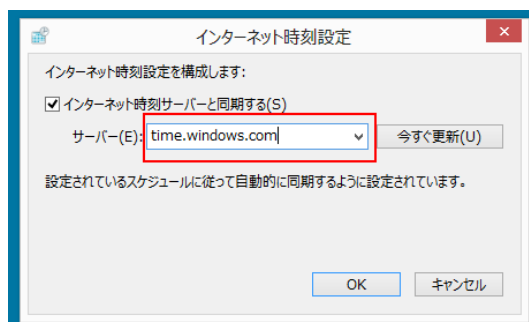 インターネット時刻設定
インターネット時刻設定を構成します:
インターネット時刻サーバーと同期する(S)
サーバー(E): time.windows.com 今すぐ更新(U)
設定されているスケジュールに従って自動的に同期するように設定されています。
OK キャンセル